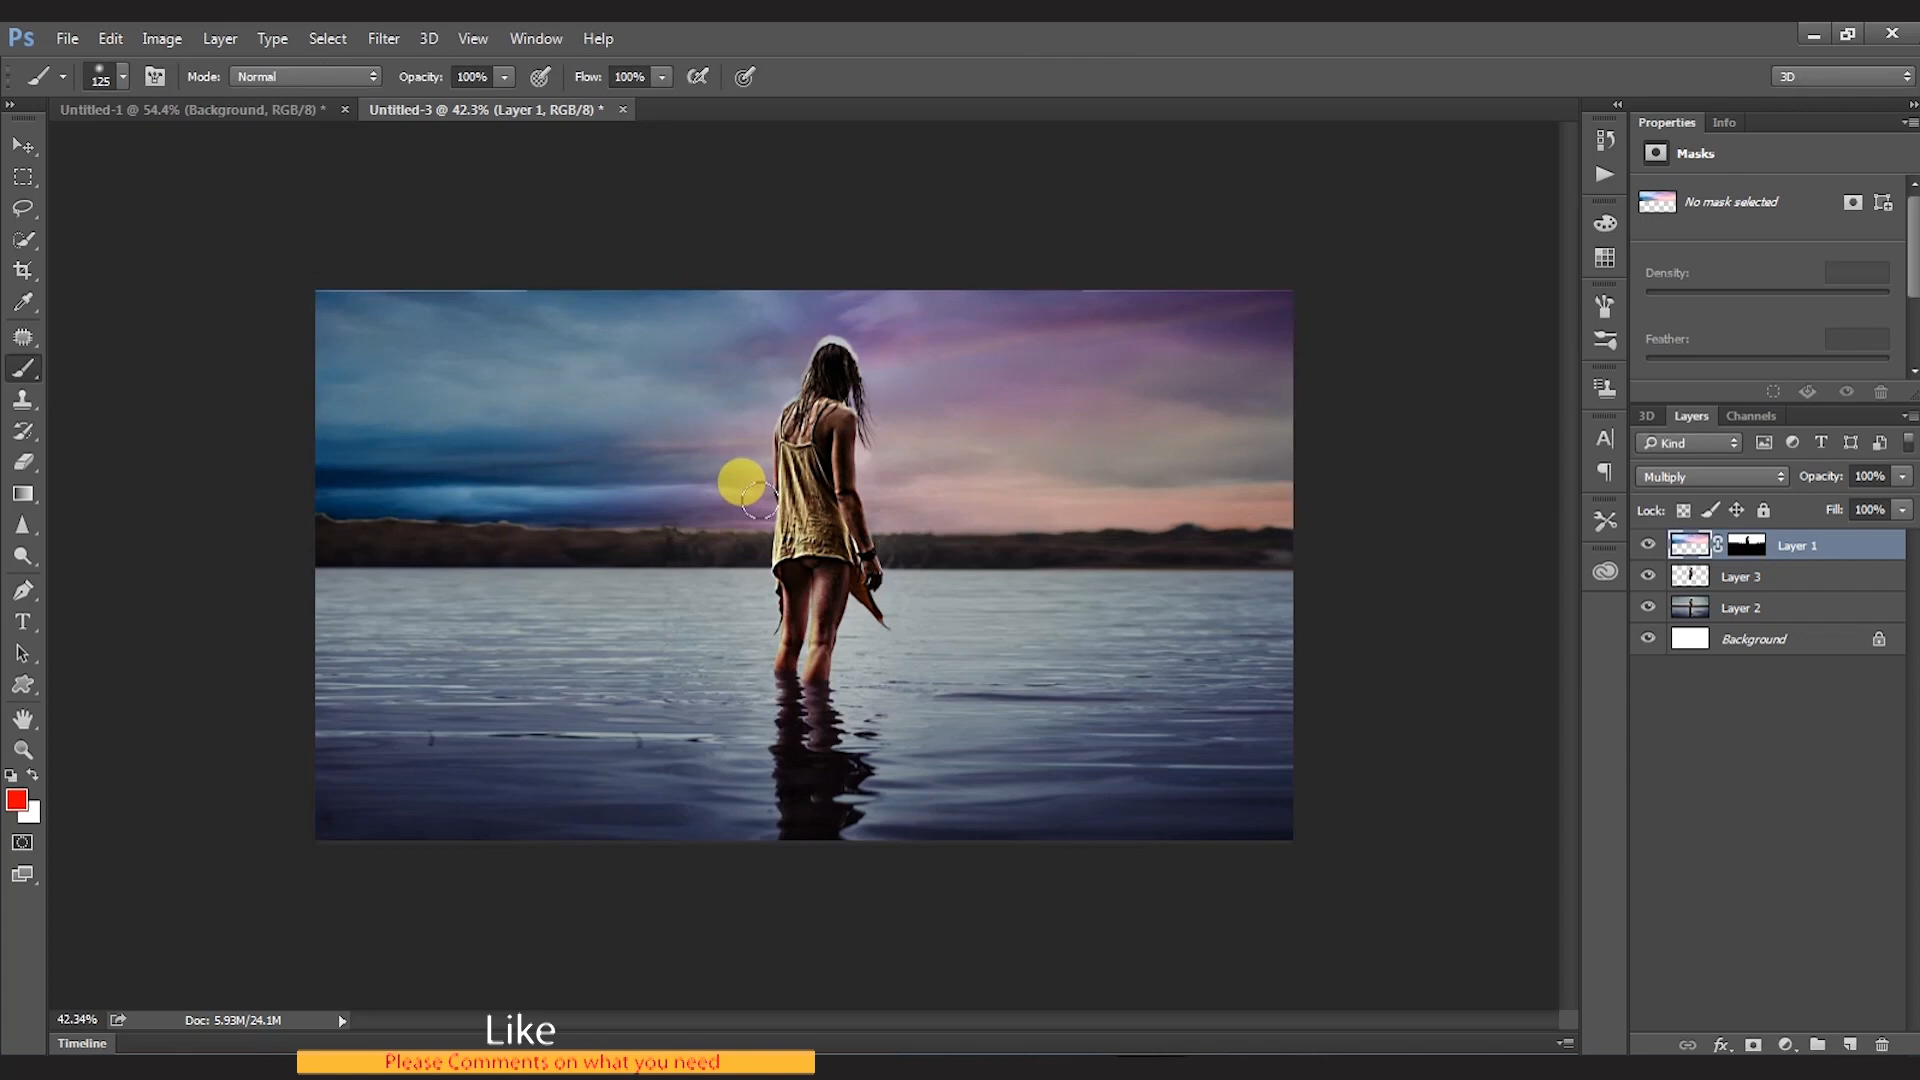 Ps File Edit Image Layer Type Select Filter 3D View Window Help
125 Mode: Normal Opacity: 100% Flow: 100% 3D
Untitled-1 @ 54.4% (Background, RGB/8) * × Untitled-3 @ 42.3% (Layer 1, RGB/8) * ×
Properties Info
Masks
No mask selected
Density:
Feather:
3D Layers Channels
Kind
Multiply Opacity: 100%
Lock: Fill: 100%
Layer 1
Layer 3
Layer 2
Background
42.34% Doc: 5.93M/24.1M
Timeline
Like
Please Comments on what you need